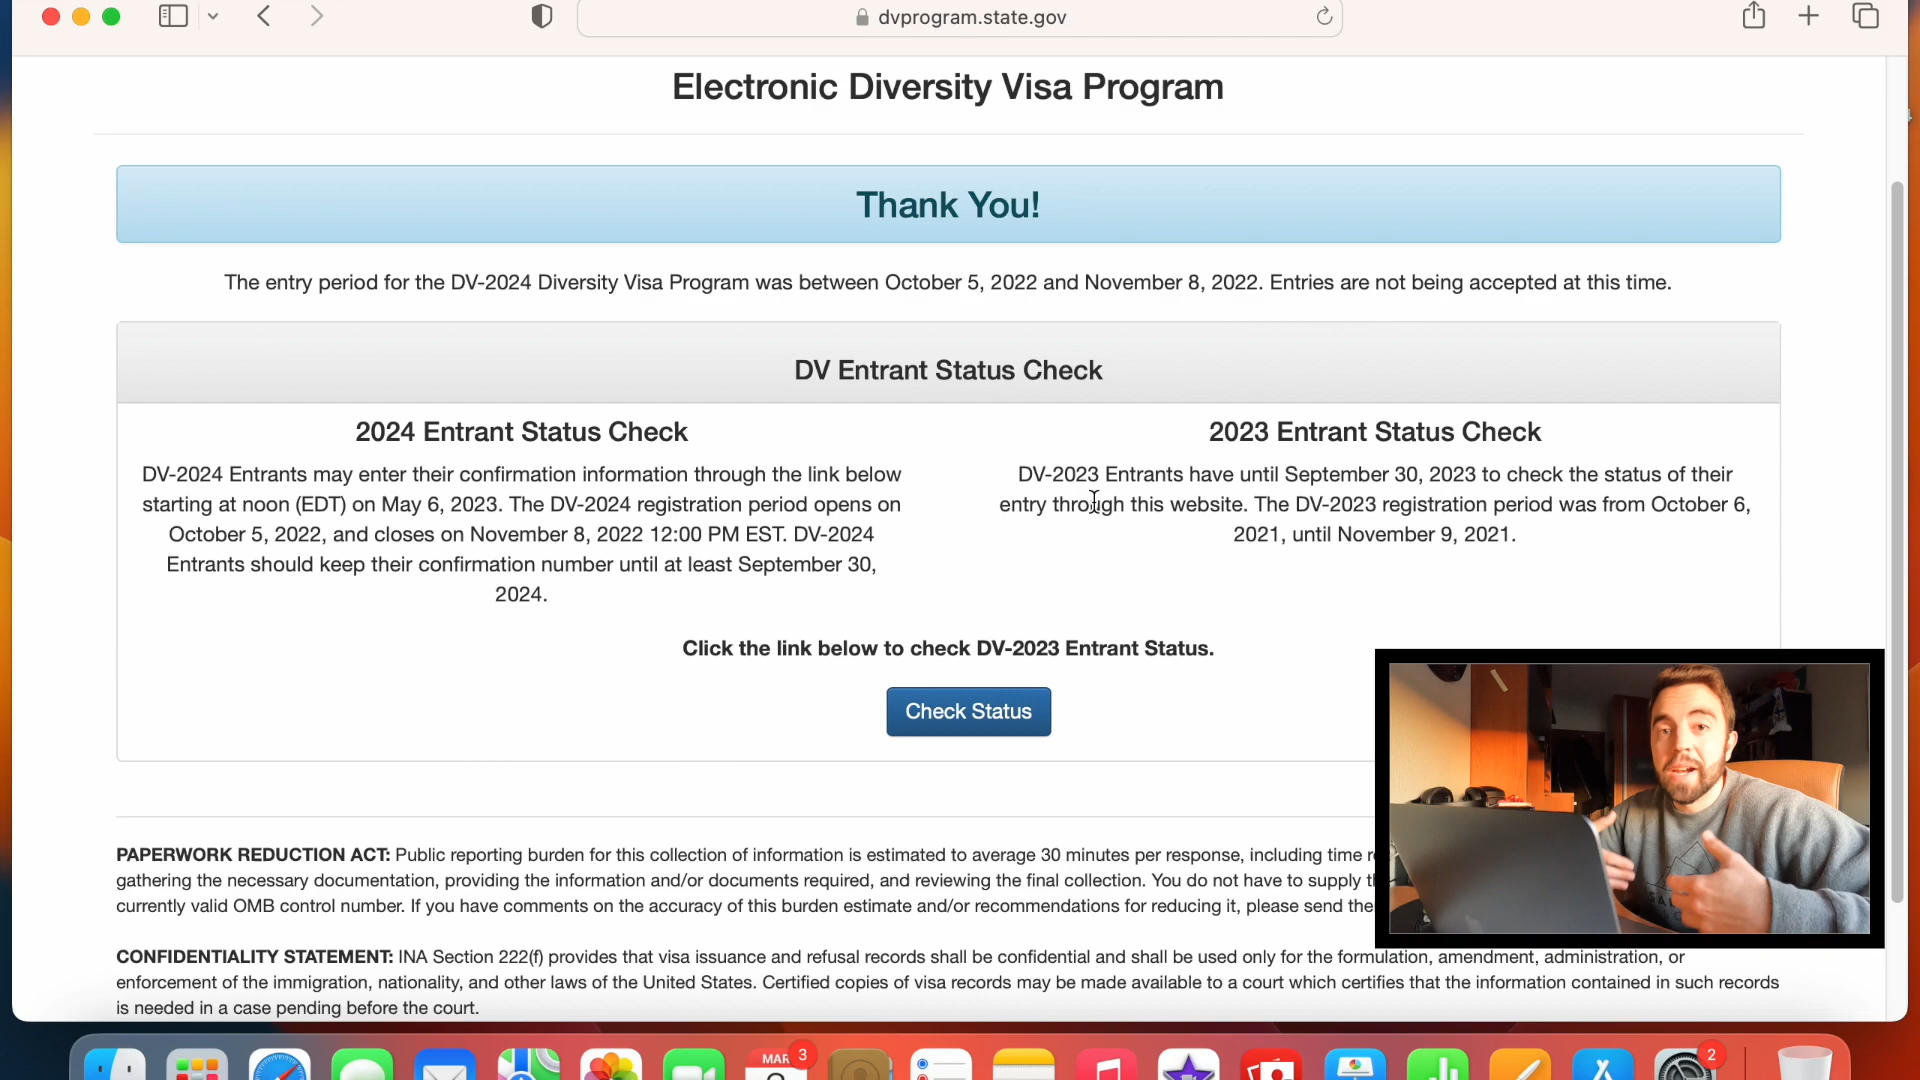 dvprogram.state.gov
Electronic Diversity Visa Program
Thank You!
The entry period for the DV-2024 Diversity Visa Program was between October 5, 2022 and November 8, 2022. Entries are not being accepted at this time.
DV Entrant Status Check
2024 Entrant Status Check
DV-2024 Entrants may enter their confirmation information through the link below
starting at noon (EDT) on May 6, 2023. The DV-2024 registration period opens on
October 5, 2022, and closes on November 8, 2022 12:00 PM EST. DV-2024
Entrants should keep their confirmation number until at least September 30,
2024.
2023 Entrant Status Check
DV-2023 Entrants have until September 30, 2023 to check the status of their
entry through this website. The DV-2023 registration period was from October 6,
2021, until November 9, 2021.
Click the link below to check DV-2023 Entrant Status.
Check Status
PAPERWORK REDUCTION ACT: Public reporting burden for this collection of information is estimated to average 30 minutes per response, including time
gathering the necessary documentation, providing the information and/or documents required, and reviewing the final collection. You do not have to supply
currently valid OMB control number. If you have comments on the accuracy of this burden estimate and/or recommendations for reducing it, please send
CONFIDENTIALITY STATEMENT: INA Section 222(f) provides that visa issuance and refusal records shall be confidential and shall be used only for the formulation, amendment, administration, or
enforcement of the immigration, nationality, and other laws of the United States. Certified copies of visa records may be made available to a court which certifies that the information contained in such records
is needed in a case pending before the court.
MAR
3
2